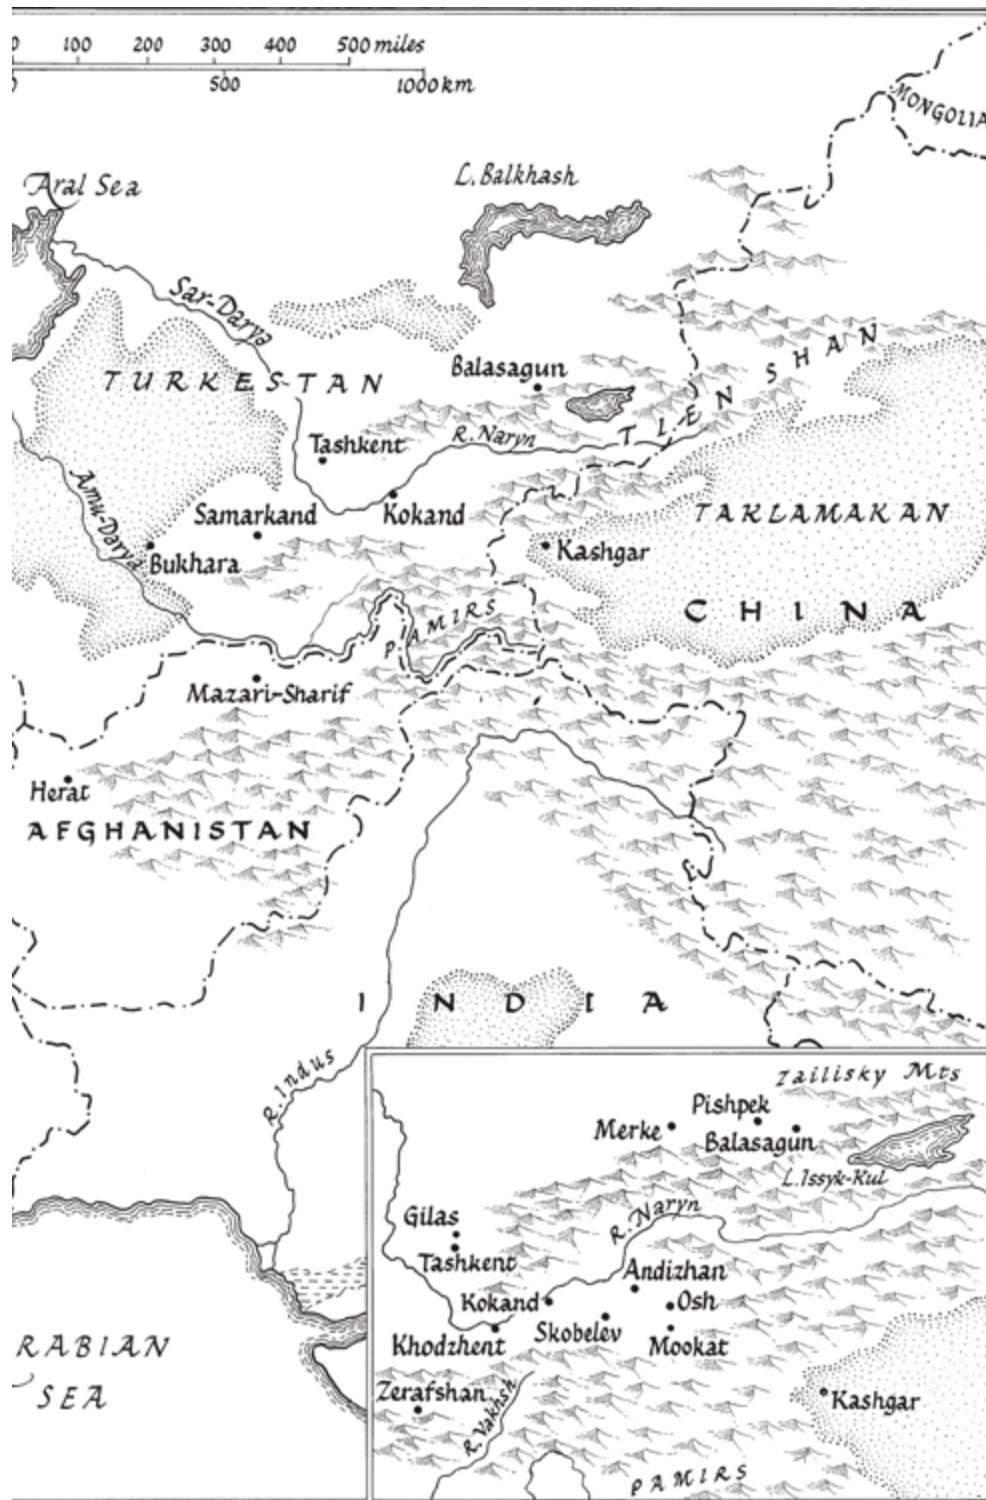 0 100 200 300 400 500 miles
500 1000 km
MONGOLIA
Aral Sea
L. Balkhash
Sar-Darya
TIEN SHAN
Balasagun
TURKESTAN
R. Naryn
Tashkent
Amu-Darya
Samarkand
Kokand
TAKLAMAKAN
Bukhara
Kashgar
CHINA
PAMIRS
Mazari-Sharif
Herat
AFGHANISTAN
INDIA
R. Indus
RABIAN
SEA
Zailisky Mts
Pishpek
Merke
Balasagun
L. Issyk-Kul
R. Naryn
Gilas
Tashkent
Andizhan
Kokand
Osh
Skobelev
Khodzhent
Mookat
Zerafshan
R. Vakhsh
Kashgar
PAMIRS